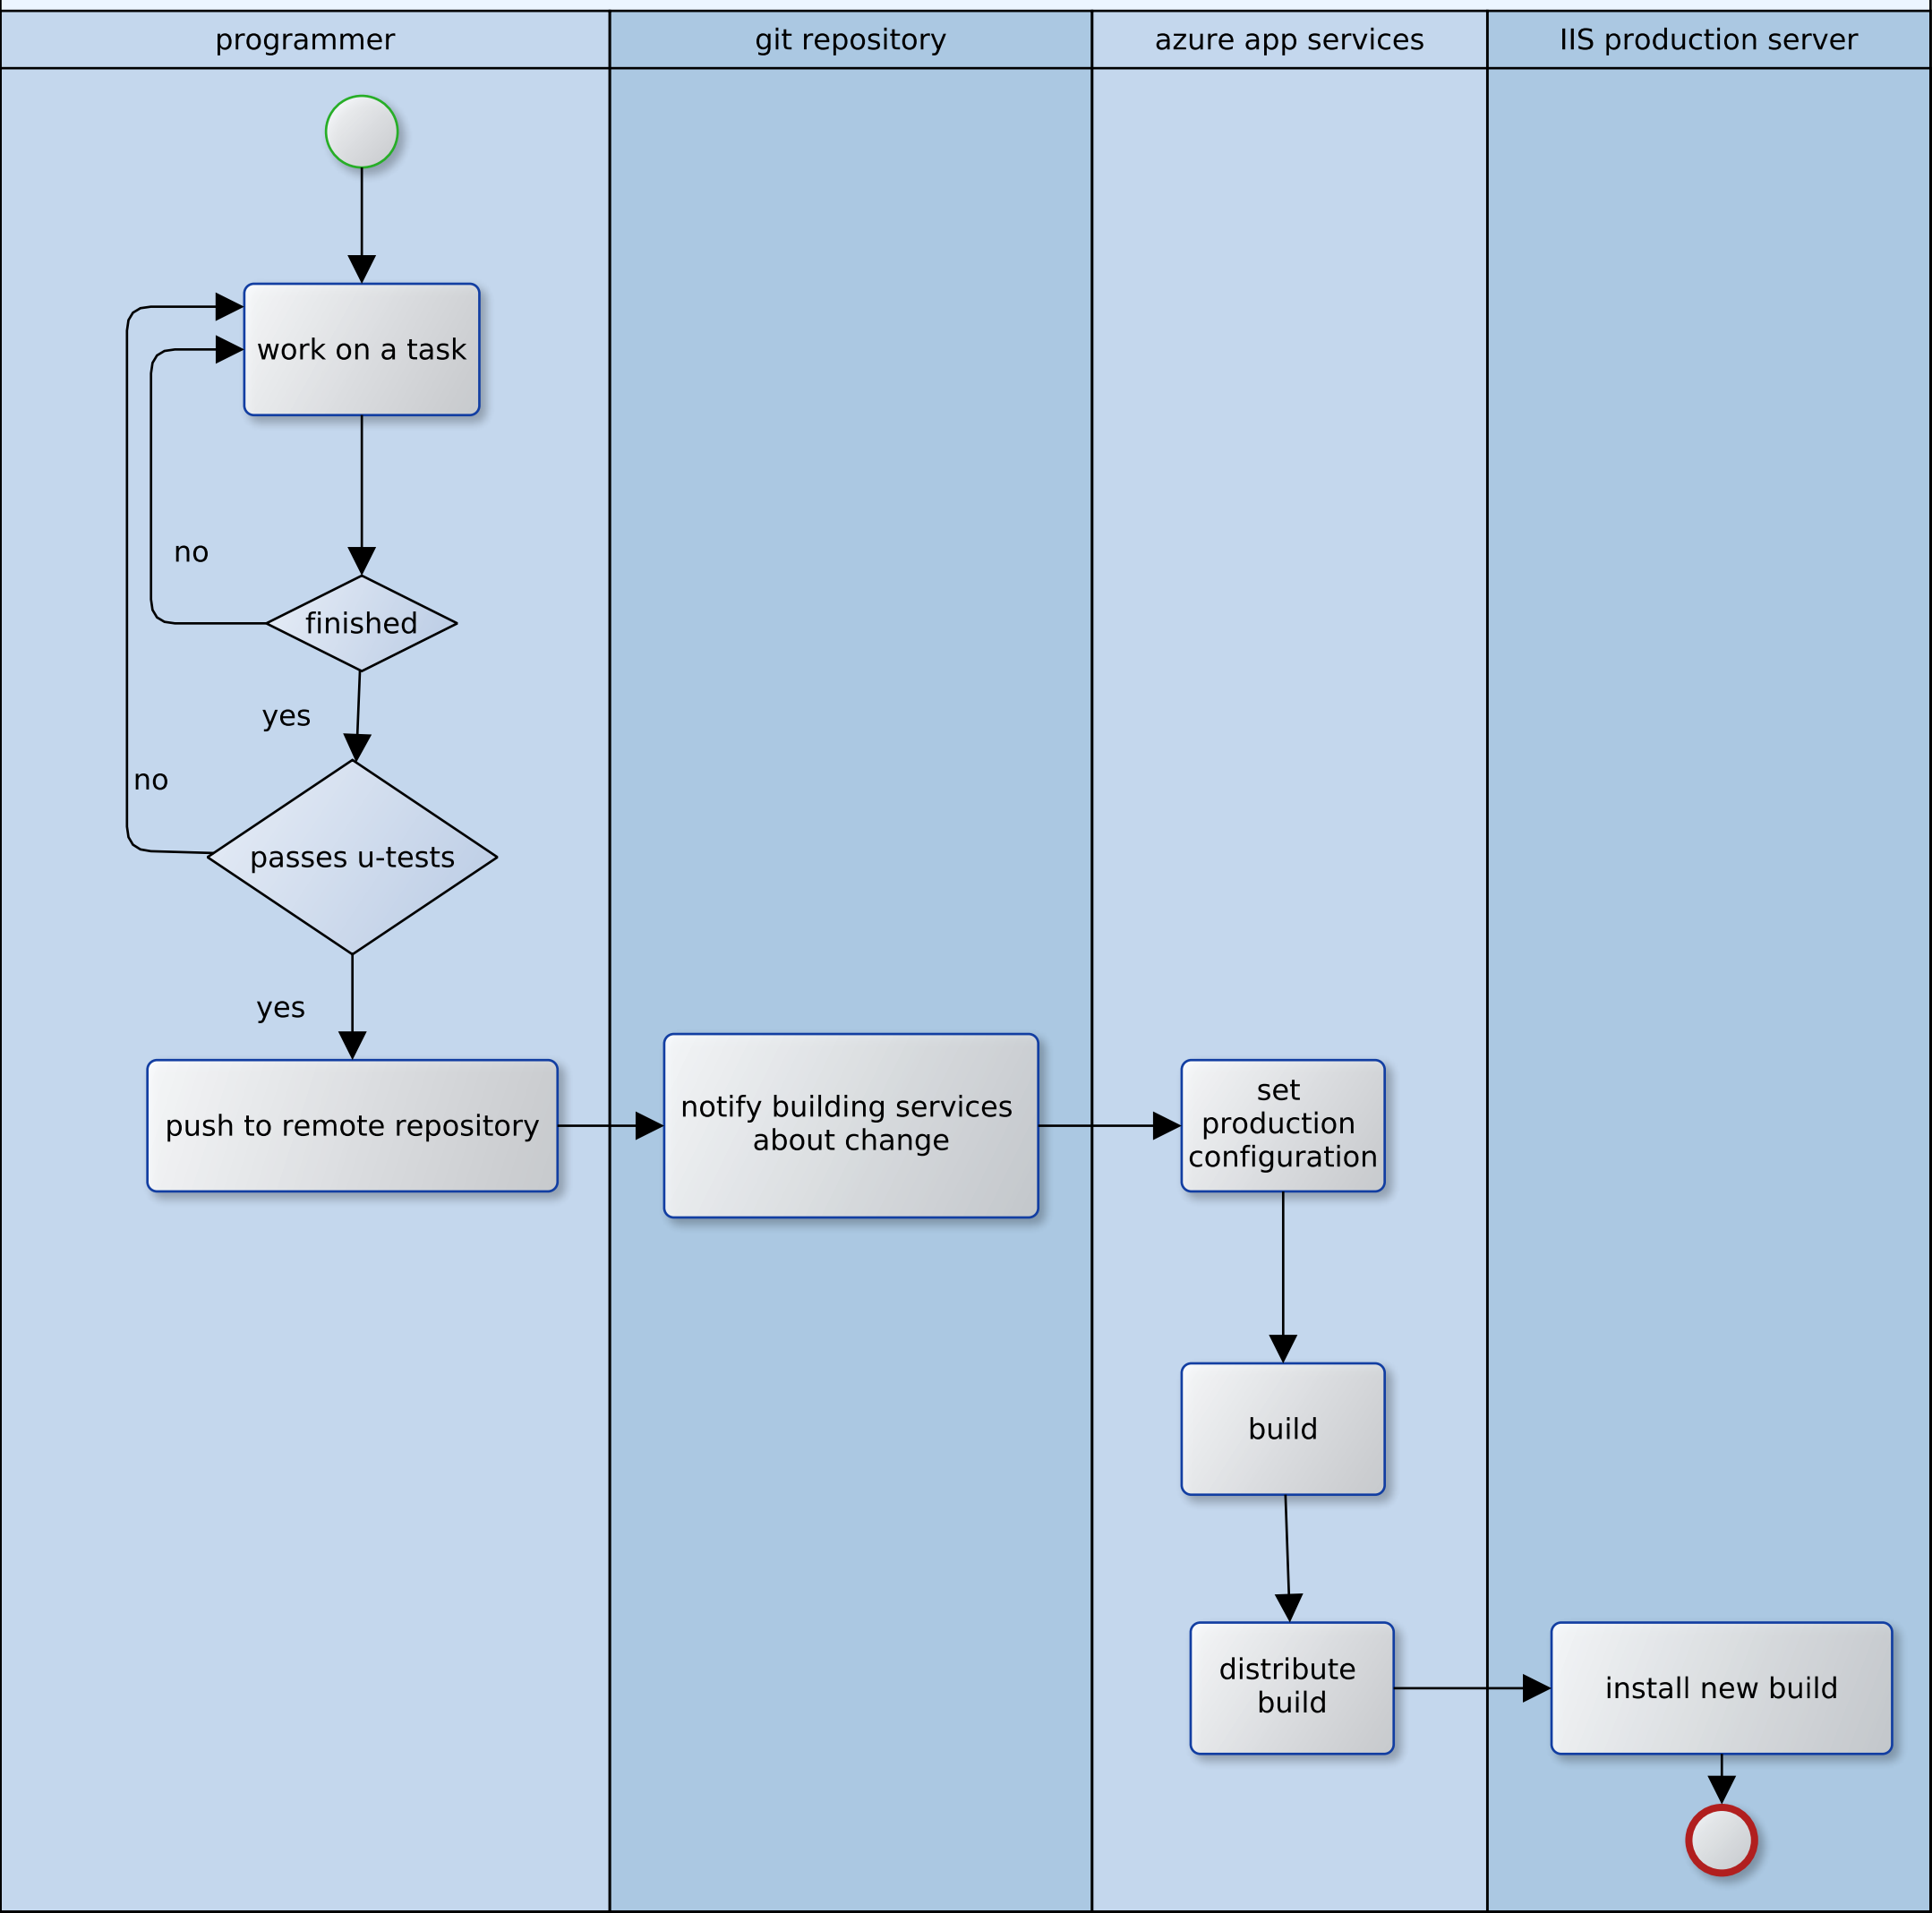 programmer
git repository
azure app services
IIS production server
work on a task
no
finished
yes
no
passes u-tests
yes
push to remote repository
notify building services
about change
set
production
configuration
build
distribute
build
install new build